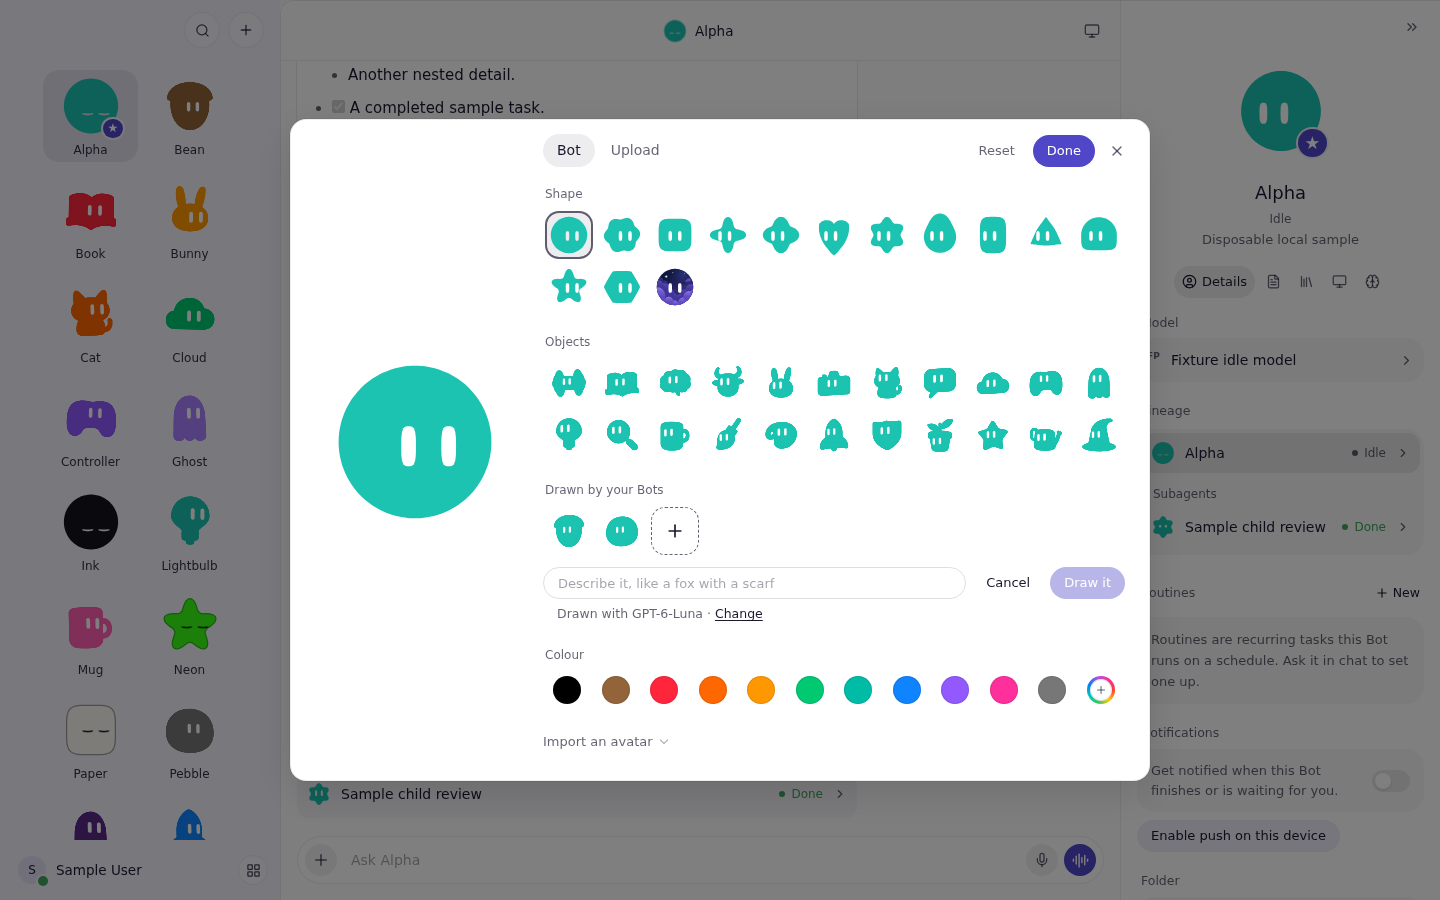 Alpha
Bean
Book
Bunny
Cat
Cloud
Controller
Ghost
Ink
Lightbulb
Mug
Neon
Paper
Pebble
S
Sample User
Alpha
Another nested detail.
A completed sample task.
Bot
Upload
Reset
Done
Shape
Objects
Drawn by your Bots
Describe it, like a fox with a scarf
Cancel
Draw it
Drawn with GPT-6-Luna · Change
Colour
Import an avatar
Sample child review
Done
Ask Alpha
Alpha
Idle
Disposable local sample
Details
odel
FP
Fixture idle model
ineage
Alpha
Idle
Subagents
Sample child review
Done
outines
New
Routines are recurring tasks this Bot
runs on a schedule. Ask it in chat to set
one up.
otifications
Get notified when this Bot
finishes or is waiting for you.
Enable push on this device
Folder